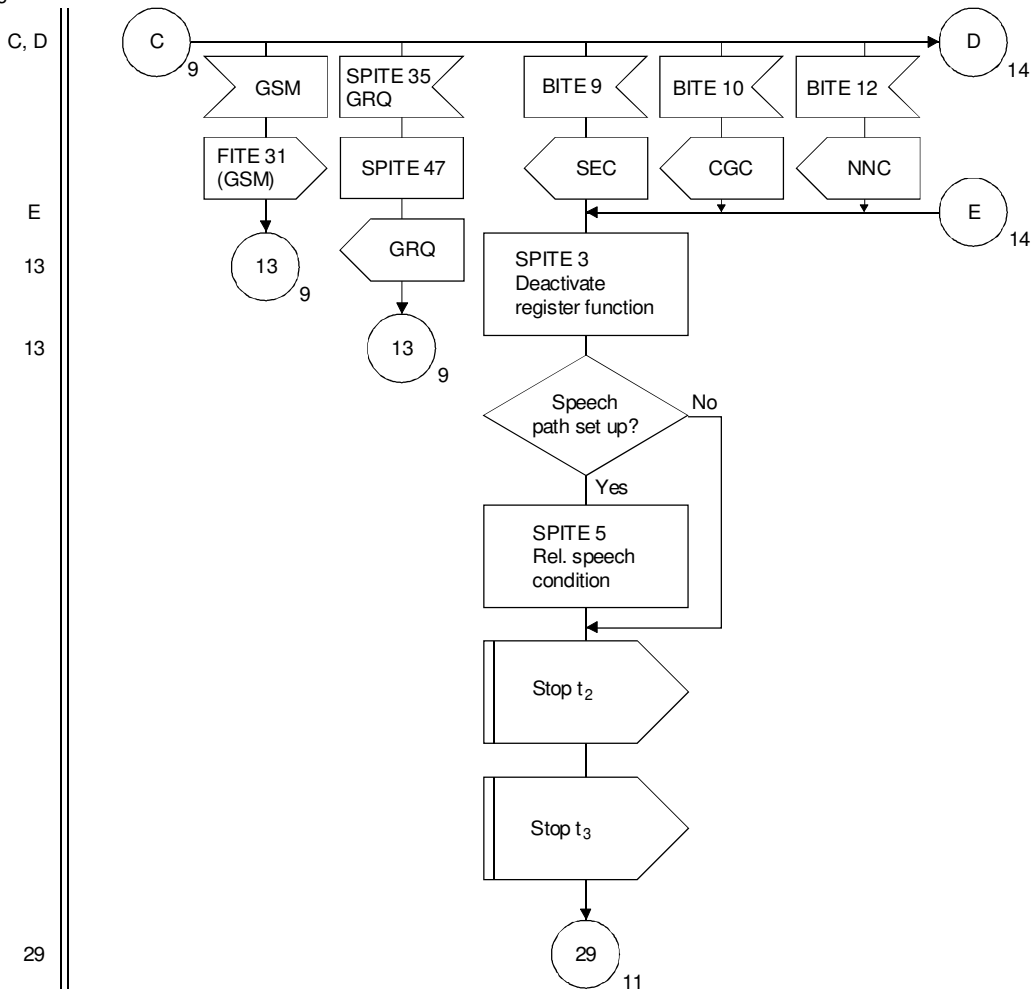 C, D
C
9
D
14
GSM
SPITE 35
GRQ
BITE 9
BITE 10
BITE 12
FITE 31
(GSM)
SPITE 47
SEC
CGC
NNC
E
E
14
13
13
9
GRQ
SPITE 3
Deactivate
register function
13
13
9
Speech
path set up?
No
Yes
SPITE 5
Rel. speech
condition
Stop t2
Stop t3
29
29
11